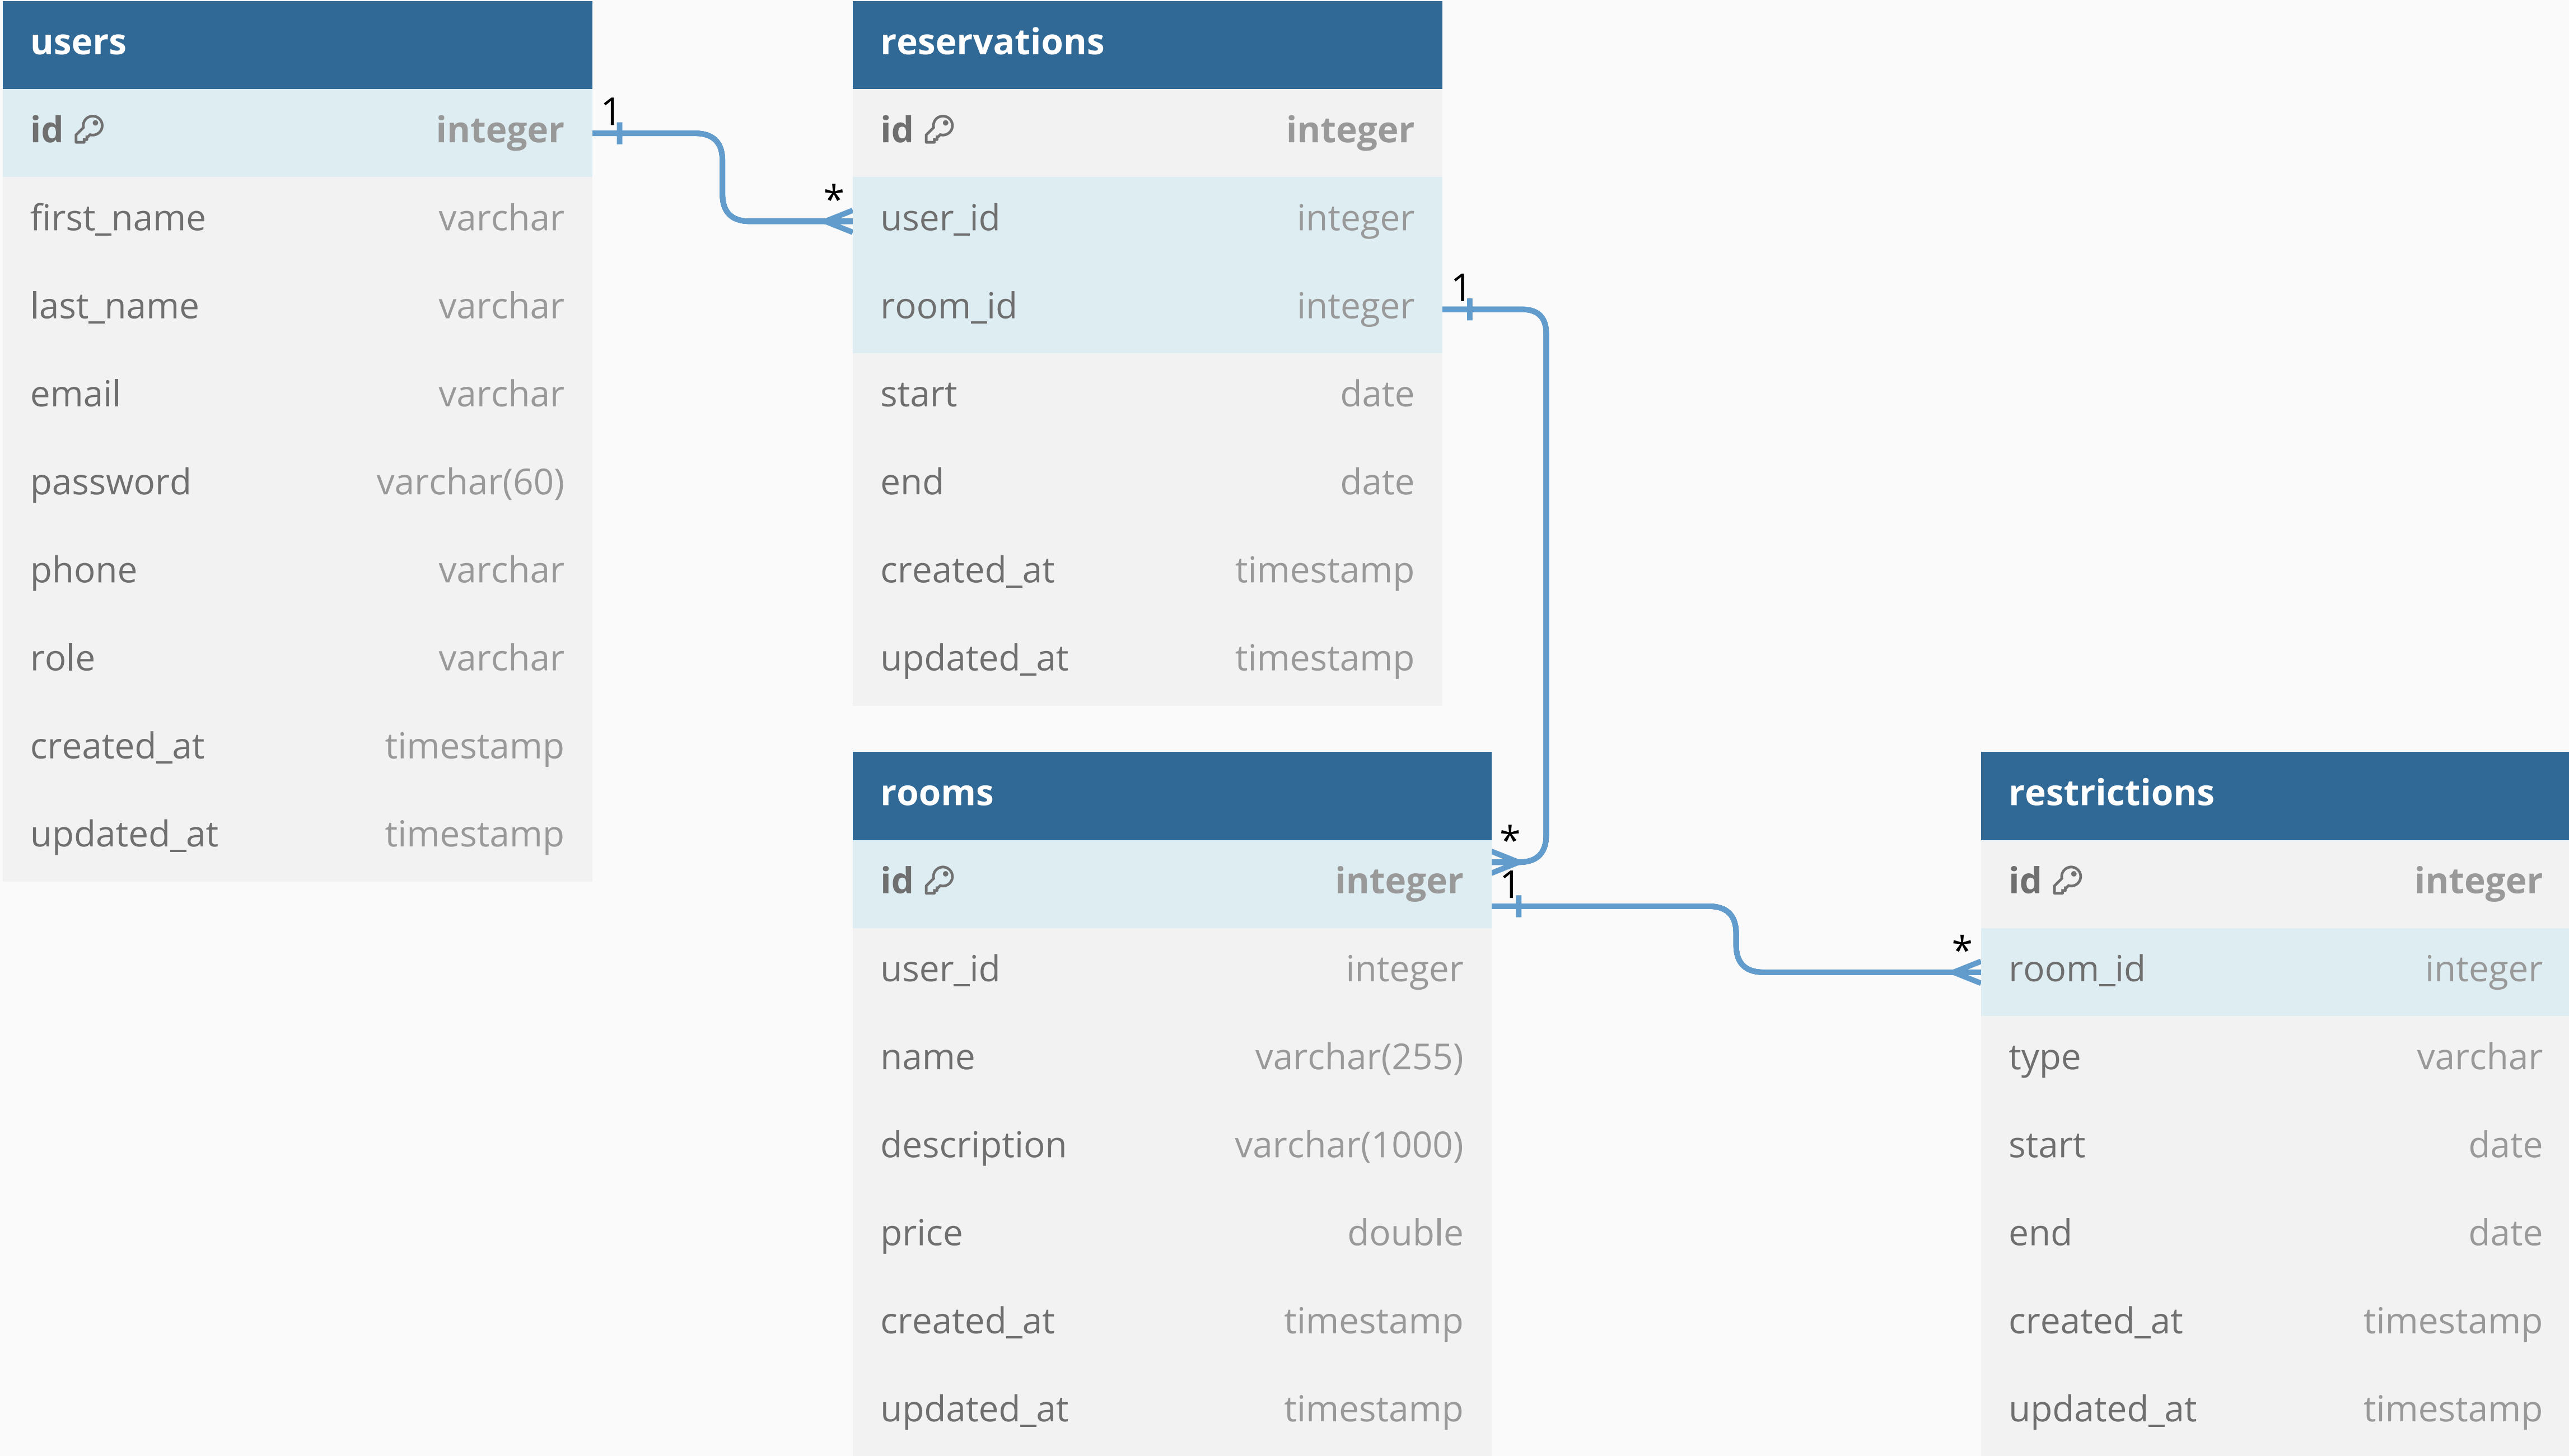 users
id integer
first_name varchar
last_name varchar
email varchar
password varchar(60)
phone varchar
role varchar
created_at timestamp
updated_at timestamp
1
*
reservations
id integer
user_id integer
room_id integer
start date
end date
created_at timestamp
updated_at timestamp
1
*
rooms
id integer
user_id integer
name varchar(255)
description varchar(1000)
price double
created_at timestamp
updated_at timestamp
1
*
restrictions
id integer
room_id integer
type varchar
start date
end date
created_at timestamp
updated_at timestamp